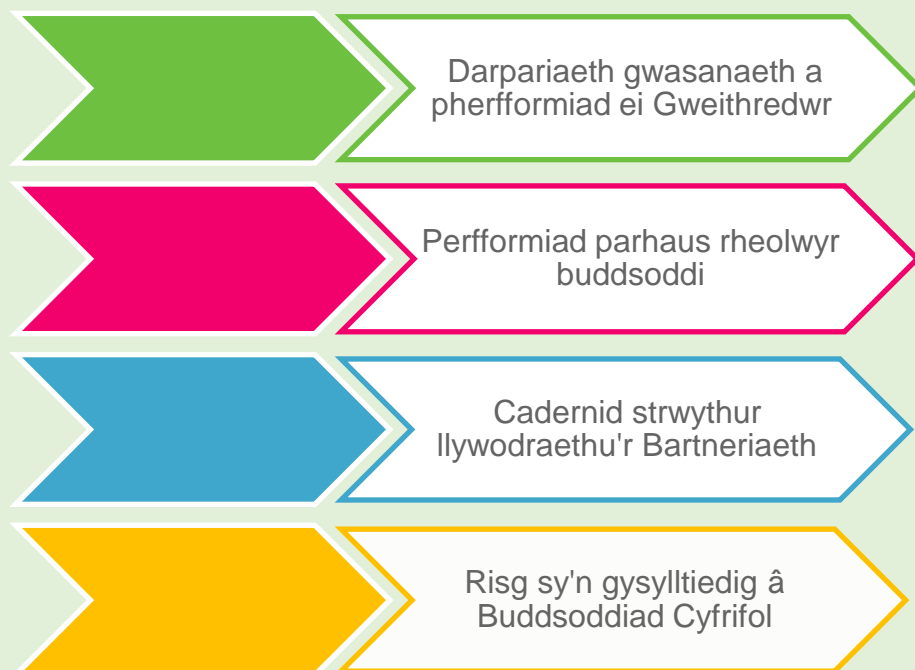 Darpariaeth gwasanaeth a
pherfformiad ei Gweithredwr
Perfformiad parhaus rheolwyr
buddsoddi
Cadernid strwythur
llywodraethu'r Bartneriaeth
Risg sy'n gysylltiedig â
Buddsoddiad Cyfrifol